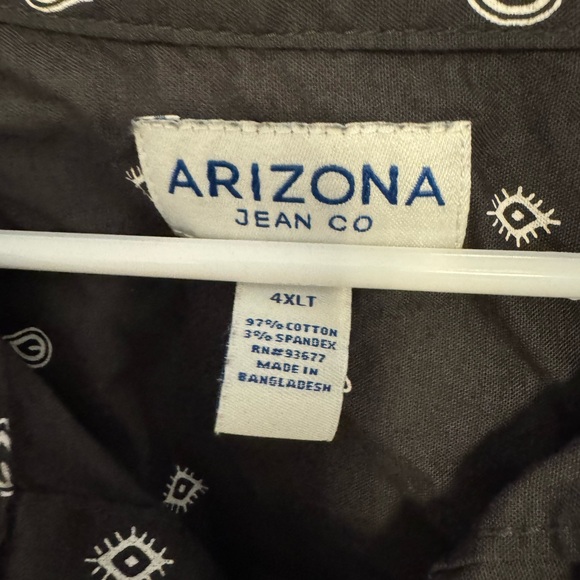 ARIZONA
JEAN CO
4XLT
97% COTTON
3% SPANDEX
RN#93677
MADE IN
BANGLADESH